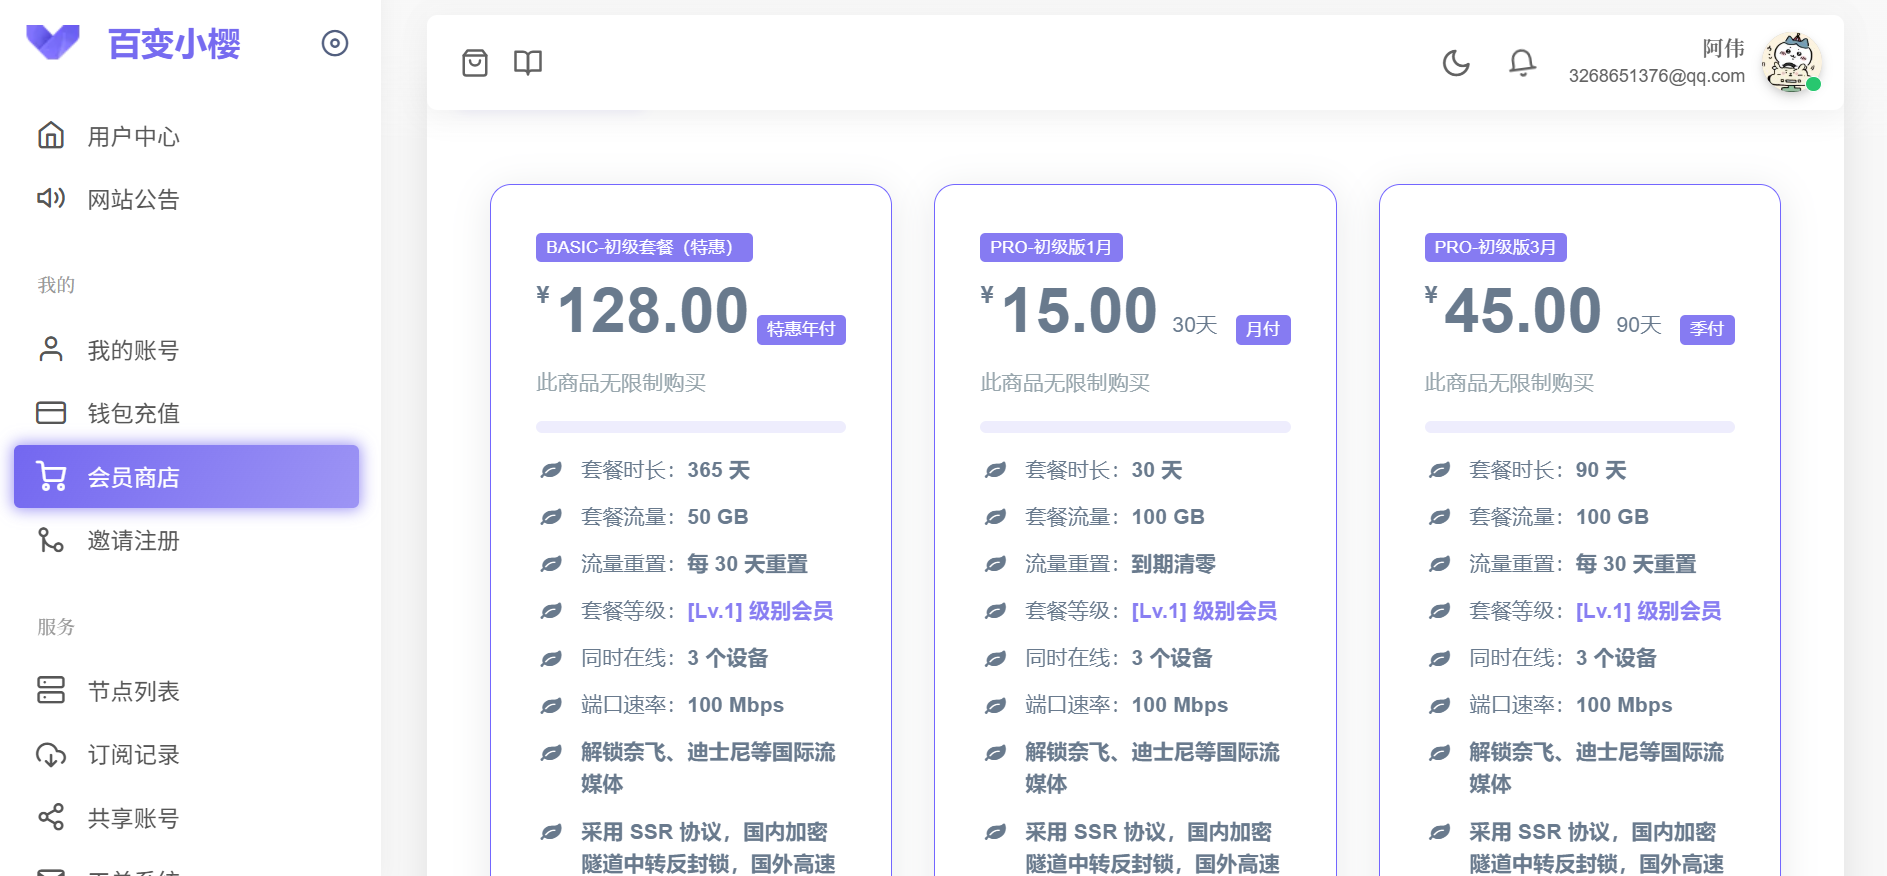 百变小樱
用户中心
网站公告
我的
我的账号
钱包充值
会员商店
邀请注册
服务
节点列表
订阅记录
共享账号
阿伟
3268651376@qq.com
BASIC-初级套餐（特惠）
¥128.00 特惠年付
此商品无限制购买
套餐时长：365 天
套餐流量：50 GB
流量重置：每 30 天重置
套餐等级：[Lv.1] 级别会员
同时在线：3 个设备
端口速率：100 Mbps
解锁奈飞、迪士尼等国际流
媒体
采用 SSR 协议，国内加密
隧道中转反封锁，国外高速
PRO-初级版1月
¥15.00 30天 月付
此商品无限制购买
套餐时长：30 天
套餐流量：100 GB
流量重置：到期清零
套餐等级：[Lv.1] 级别会员
同时在线：3 个设备
端口速率：100 Mbps
解锁奈飞、迪士尼等国际流
媒体
采用 SSR 协议，国内加密
隧道中转反封锁，国外高速
PRO-初级版3月
¥45.00 90天 季付
此商品无限制购买
套餐时长：90 天
套餐流量：100 GB
流量重置：每 30 天重置
套餐等级：[Lv.1] 级别会员
同时在线：3 个设备
端口速率：100 Mbps
解锁奈飞、迪士尼等国际流
媒体
采用 SSR 协议，国内加密
隧道中转反封锁，国外高速